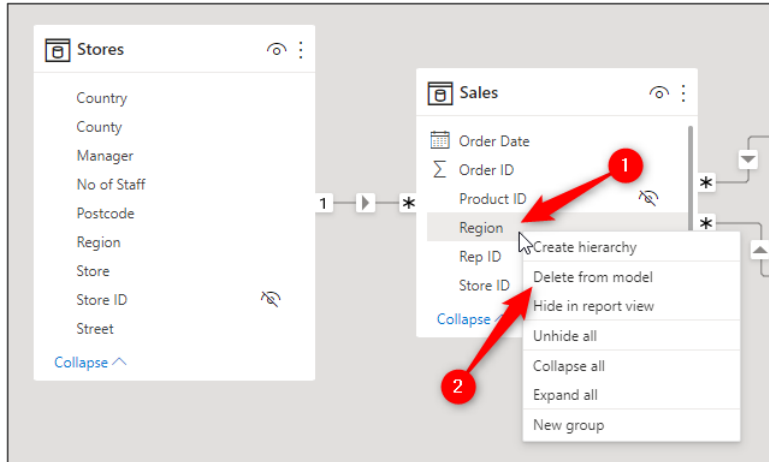 Stores
Country
County
Manager
No of Staff
Postcode
Region
Store
Store ID
Street
Collapse
1
*
Sales
Order Date
Order ID
Product ID
Region
Rep ID
Store ID
Collapse
*
*
1
2
Create hierarchy
Delete from model
Hide in report view
Unhide all
Collapse all
Expand all
New group